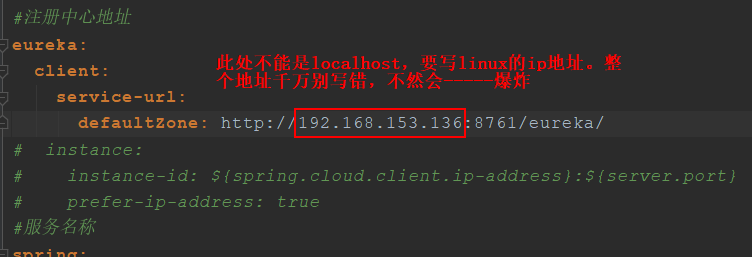 #注册中心地址
eureka:
client:
此处不能是localhost，要写linux的ip地址。整
个地址千万别写错，不然会-----爆炸
service-url:
defaultZone: http://192.168.153.136:8761/eureka/
# instance:
# instance-id: ${spring.cloud.client.ip-address}:${server.port}
# prefer-ip-address: true
#服务名称
spring: